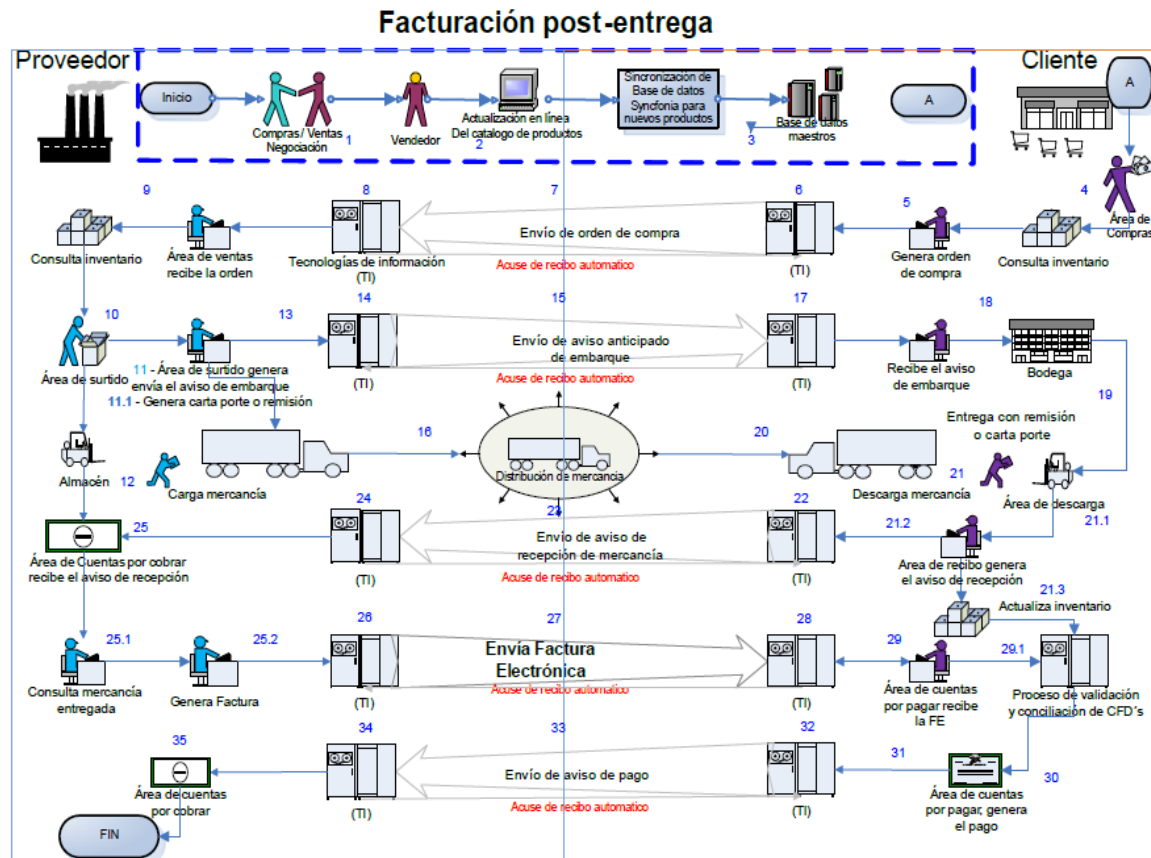 Facturación post-entrega
Proveedor
Cliente
Inicio
Compras/ Ventas
Negociación
1
Vendedor
2
Actualización en línea
Del catalogo de productos
Sincronización de
Base de datos
Syncfonía para
nuevos productos
3
Base de datos
maestros
A
A
4
Área de
Compras
9
8
7
6
5
Consulta inventario
Área de ventas
recibe la orden
Tecnologías de información
(TI)
Envío de orden de compra
Acuse de recibo automatico
(TI)
Genera orden
de compra
Consulta inventario
10
13
14
15
17
18
Área de surtido
11 - Área de surtido genera
envía el aviso de embarque
11.1 - Genera carta porte o remisión
(TI)
Envío de aviso anticipado
de embarque
Acuse de recibo automatico
(TI)
Recibe el aviso
de embarque
Bodega
19
Entrega con remisión
o carta porte
16
20
Almacén
12
Carga mercancía
Distribución de mercancia
Descarga mercancía
21
Área de descarga
21.1
25
24
23
22
21.2
Área de Cuentas por cobrar
recibe el aviso de recepción
(TI)
Envío de aviso de
recepción de mercancía
Acuse de recibo automatico
(TI)
Area de recibo genera
el aviso de recepción
21.3
Actualiza inventario
25.1
25.2
26
27
28
29
29.1
Consulta mercancía
entregada
Genera Factura
(TI)
Envía Factura
Electrónica
Acuse de recibo automatico
(TI)
Área de cuentas
por pagar recibe
la FE
Proceso de validación
y conciliación de CFD's
35
34
33
32
31
30
Área de cuentas
por cobrar
(TI)
Envío de aviso de pago
Acuse de recibo automatico
(TI)
Área de cuentas
por pagar, genera
el pago
FIN